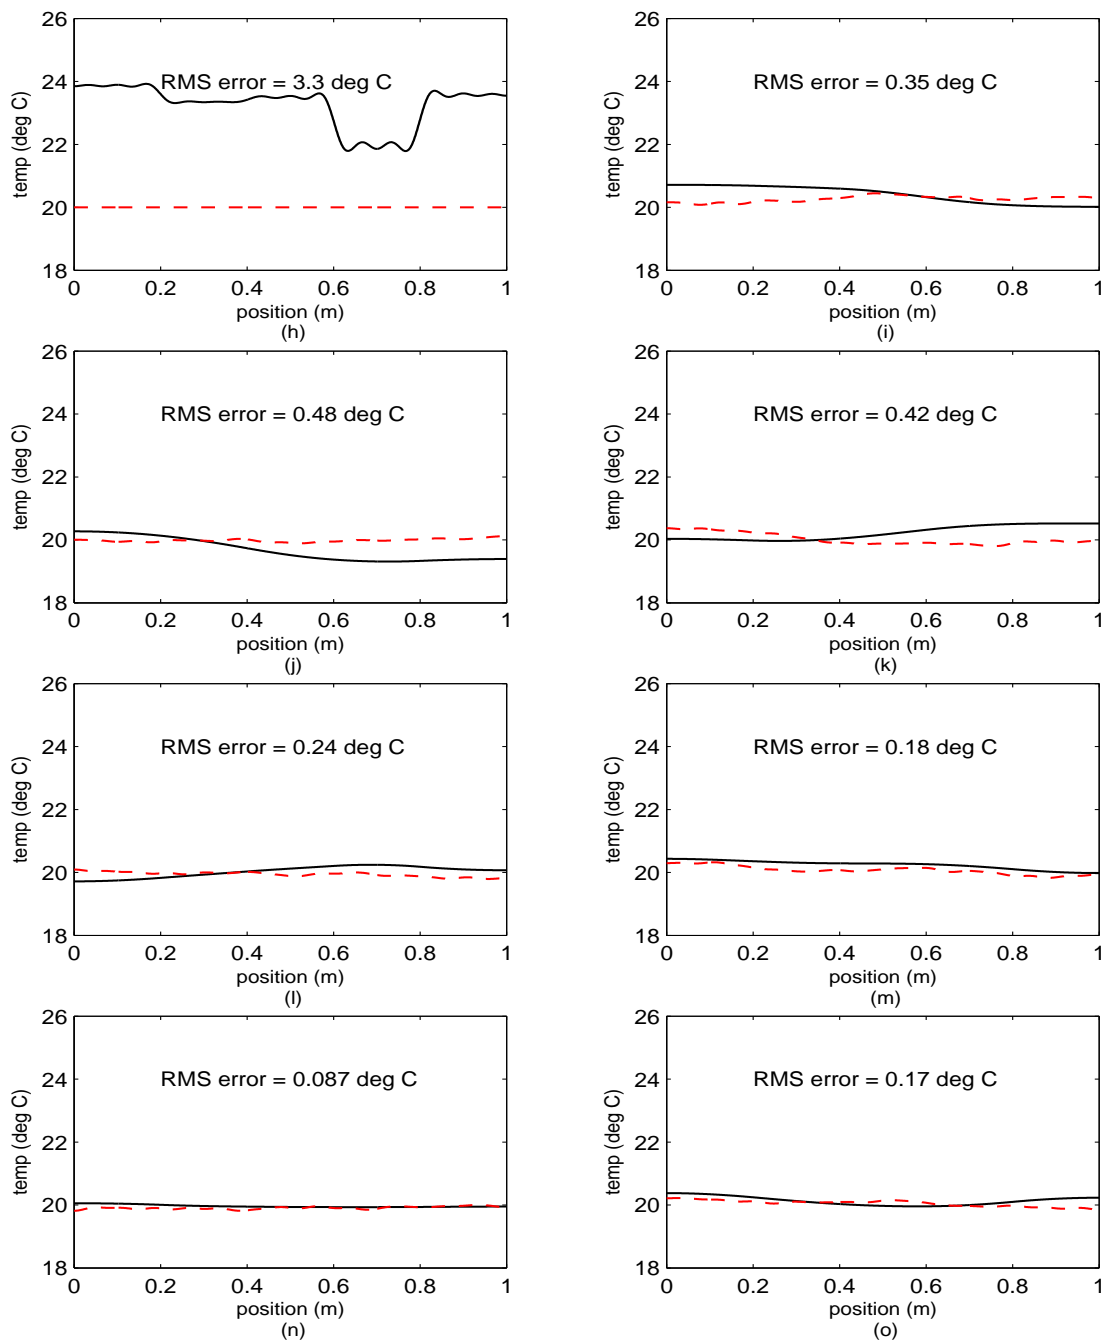 26
24
22
20
18
temp (deg C)
RMS error = 3.3 deg C
0 0.2 0.4 0.6 0.8 1
position (m)
(h)
26
24
22
20
18
temp (deg C)
RMS error = 0.35 deg C
0 0.2 0.4 0.6 0.8 1
position (m)
(i)
26
24
22
20
18
temp (deg C)
RMS error = 0.48 deg C
0 0.2 0.4 0.6 0.8 1
position (m)
(j)
26
24
22
20
18
temp (deg C)
RMS error = 0.42 deg C
0 0.2 0.4 0.6 0.8 1
position (m)
(k)
26
24
22
20
18
temp (deg C)
RMS error = 0.24 deg C
0 0.2 0.4 0.6 0.8 1
position (m)
(l)
26
24
22
20
18
temp (deg C)
RMS error = 0.18 deg C
0 0.2 0.4 0.6 0.8 1
position (m)
(m)
26
24
22
20
18
temp (deg C)
RMS error = 0.087 deg C
0 0.2 0.4 0.6 0.8 1
position (m)
(n)
26
24
22
20
18
temp (deg C)
RMS error = 0.17 deg C
0 0.2 0.4 0.6 0.8 1
position (m)
(o)